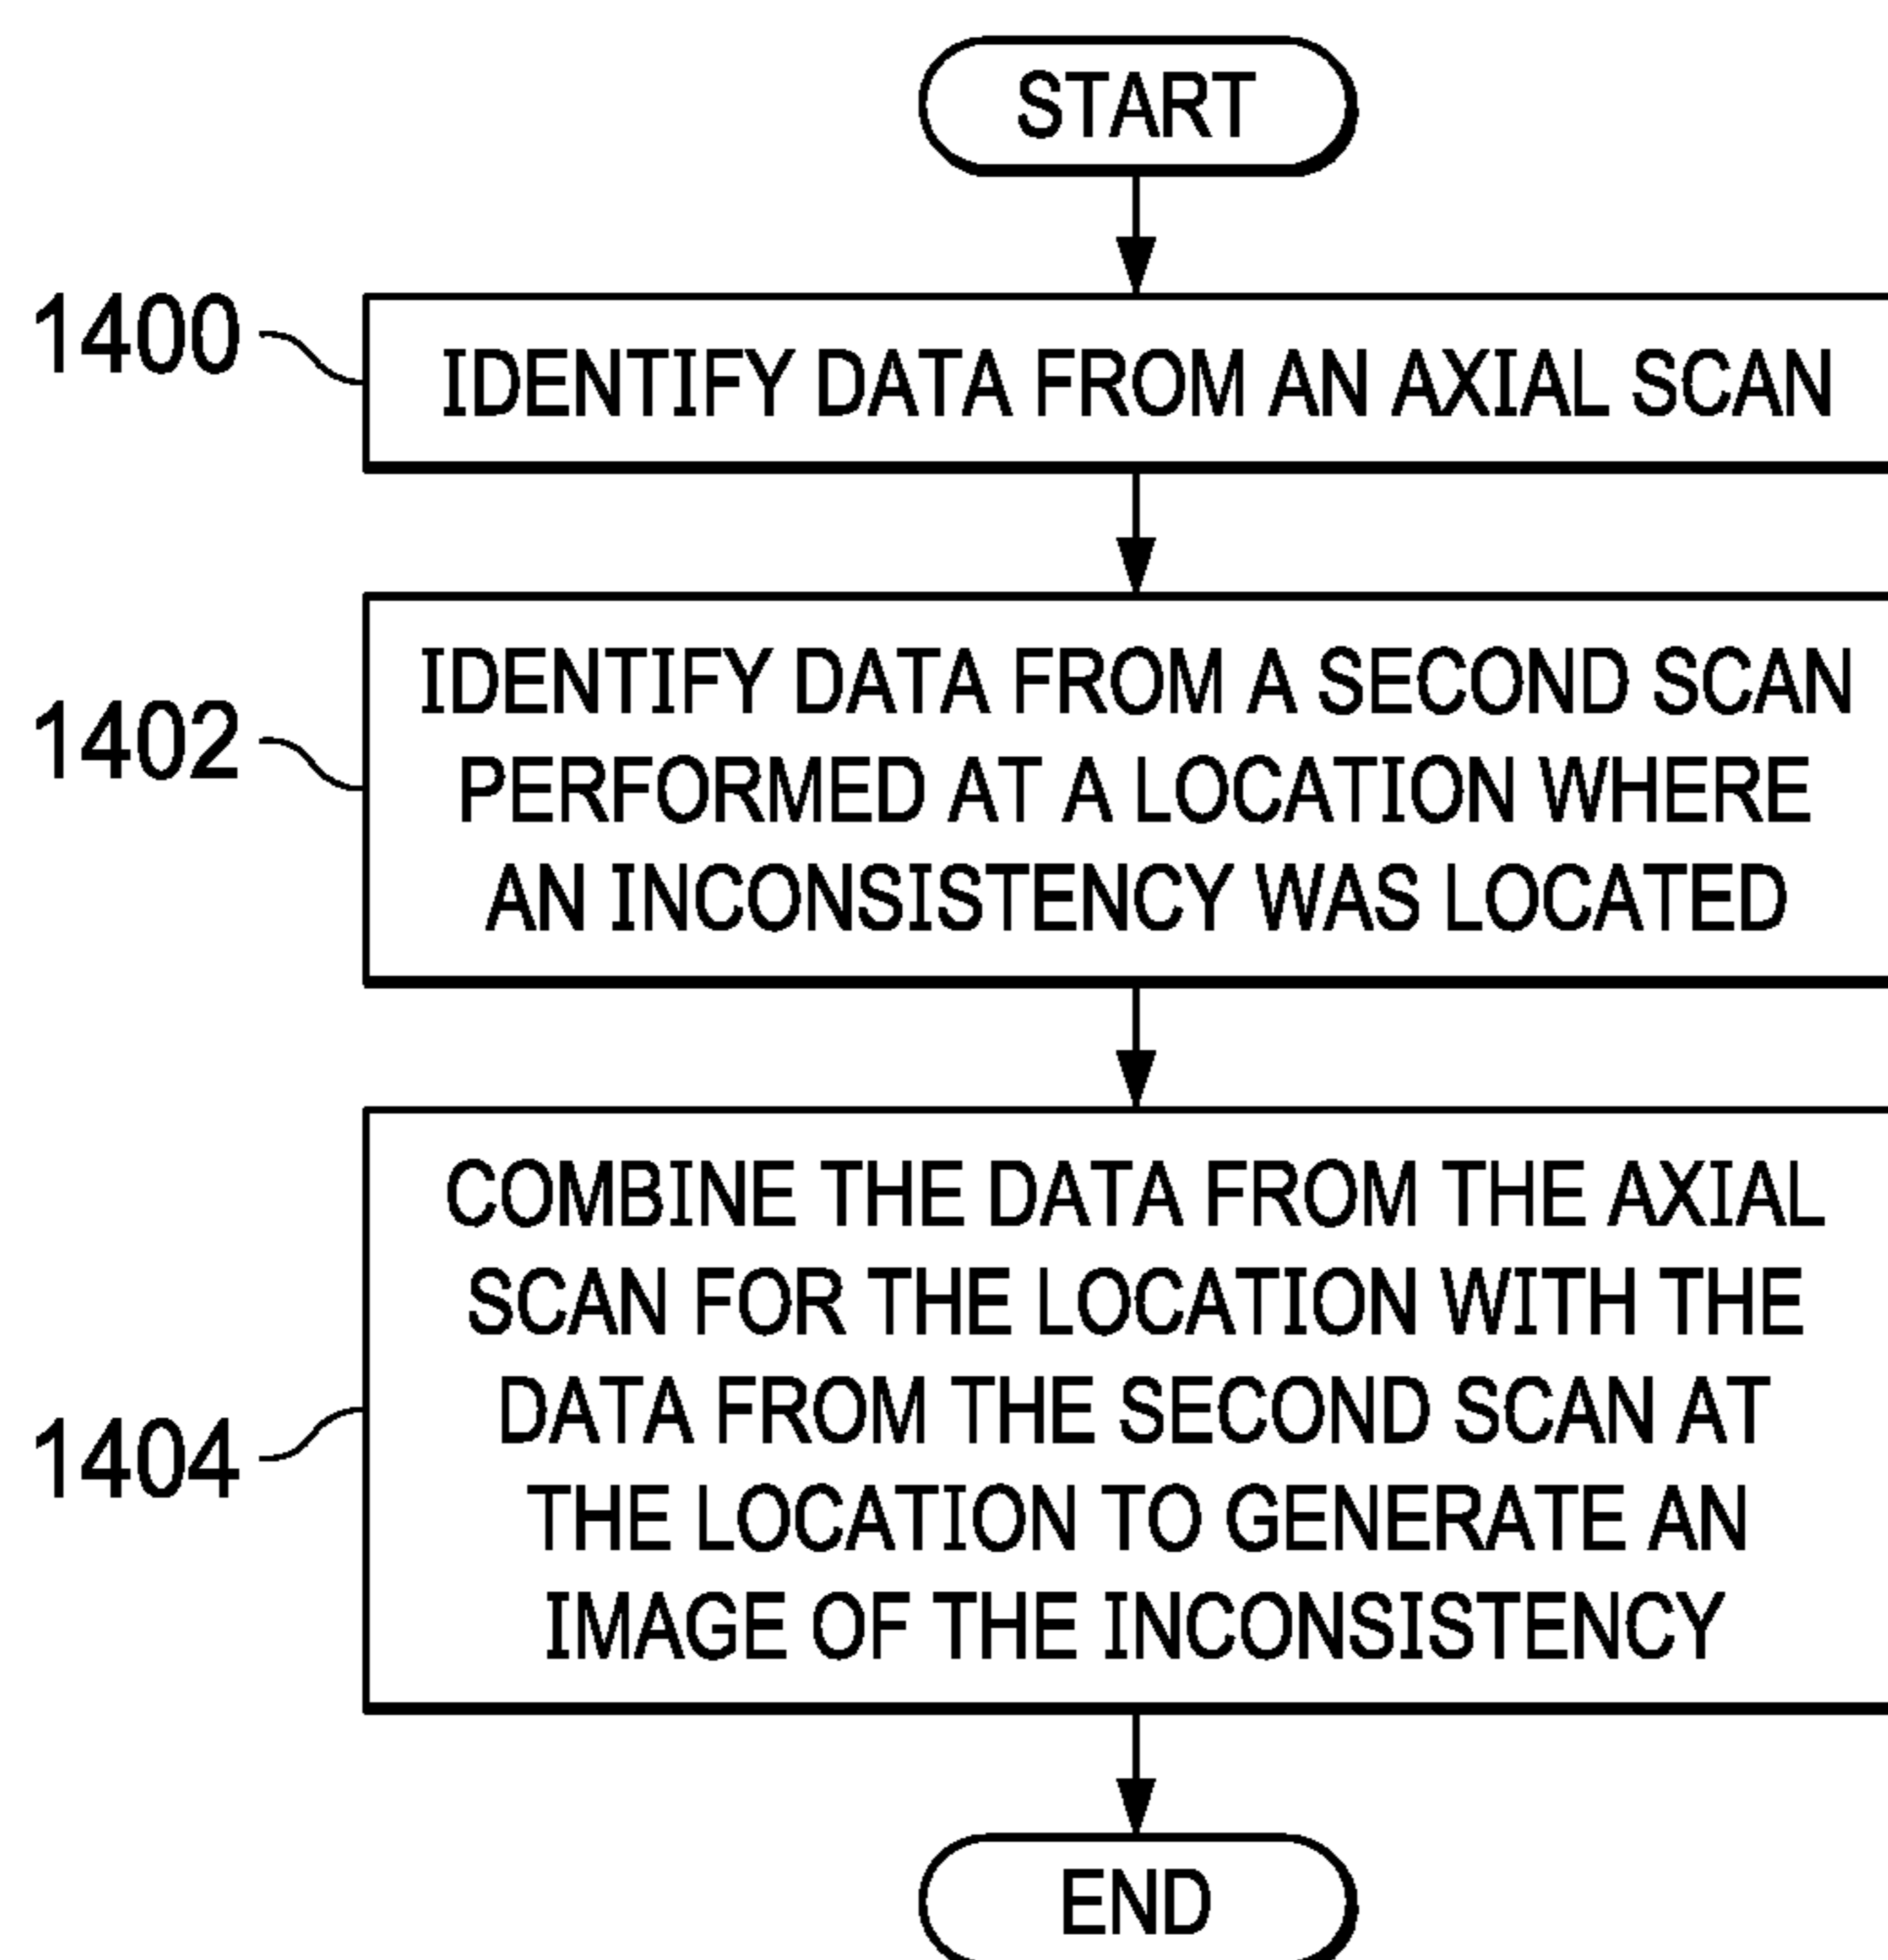 START
1400
IDENTIFY DATA FROM AN AXIAL SCAN
1402
IDENTIFY DATA FROM A SECOND SCAN
PERFORMED AT A LOCATION WHERE
AN INCONSISTENCY WAS LOCATED
1404
COMBINE THE DATA FROM THE AXIAL
SCAN FOR THE LOCATION WITH THE
DATA FROM THE SECOND SCAN AT
THE LOCATION TO GENERATE AN
IMAGE OF THE INCONSISTENCY
END